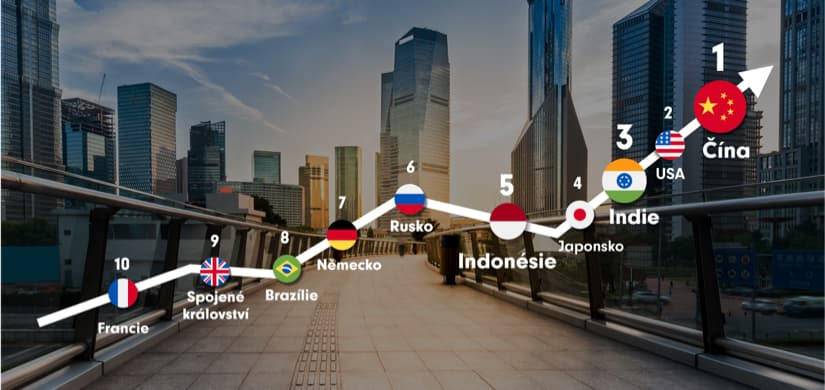 10
Francie
9
Spojené
království
8
Brazílie
7
Německo
6
Rusko
5
Indonésie
4
Japonsko
3
Indie
2
USA
1
Čína